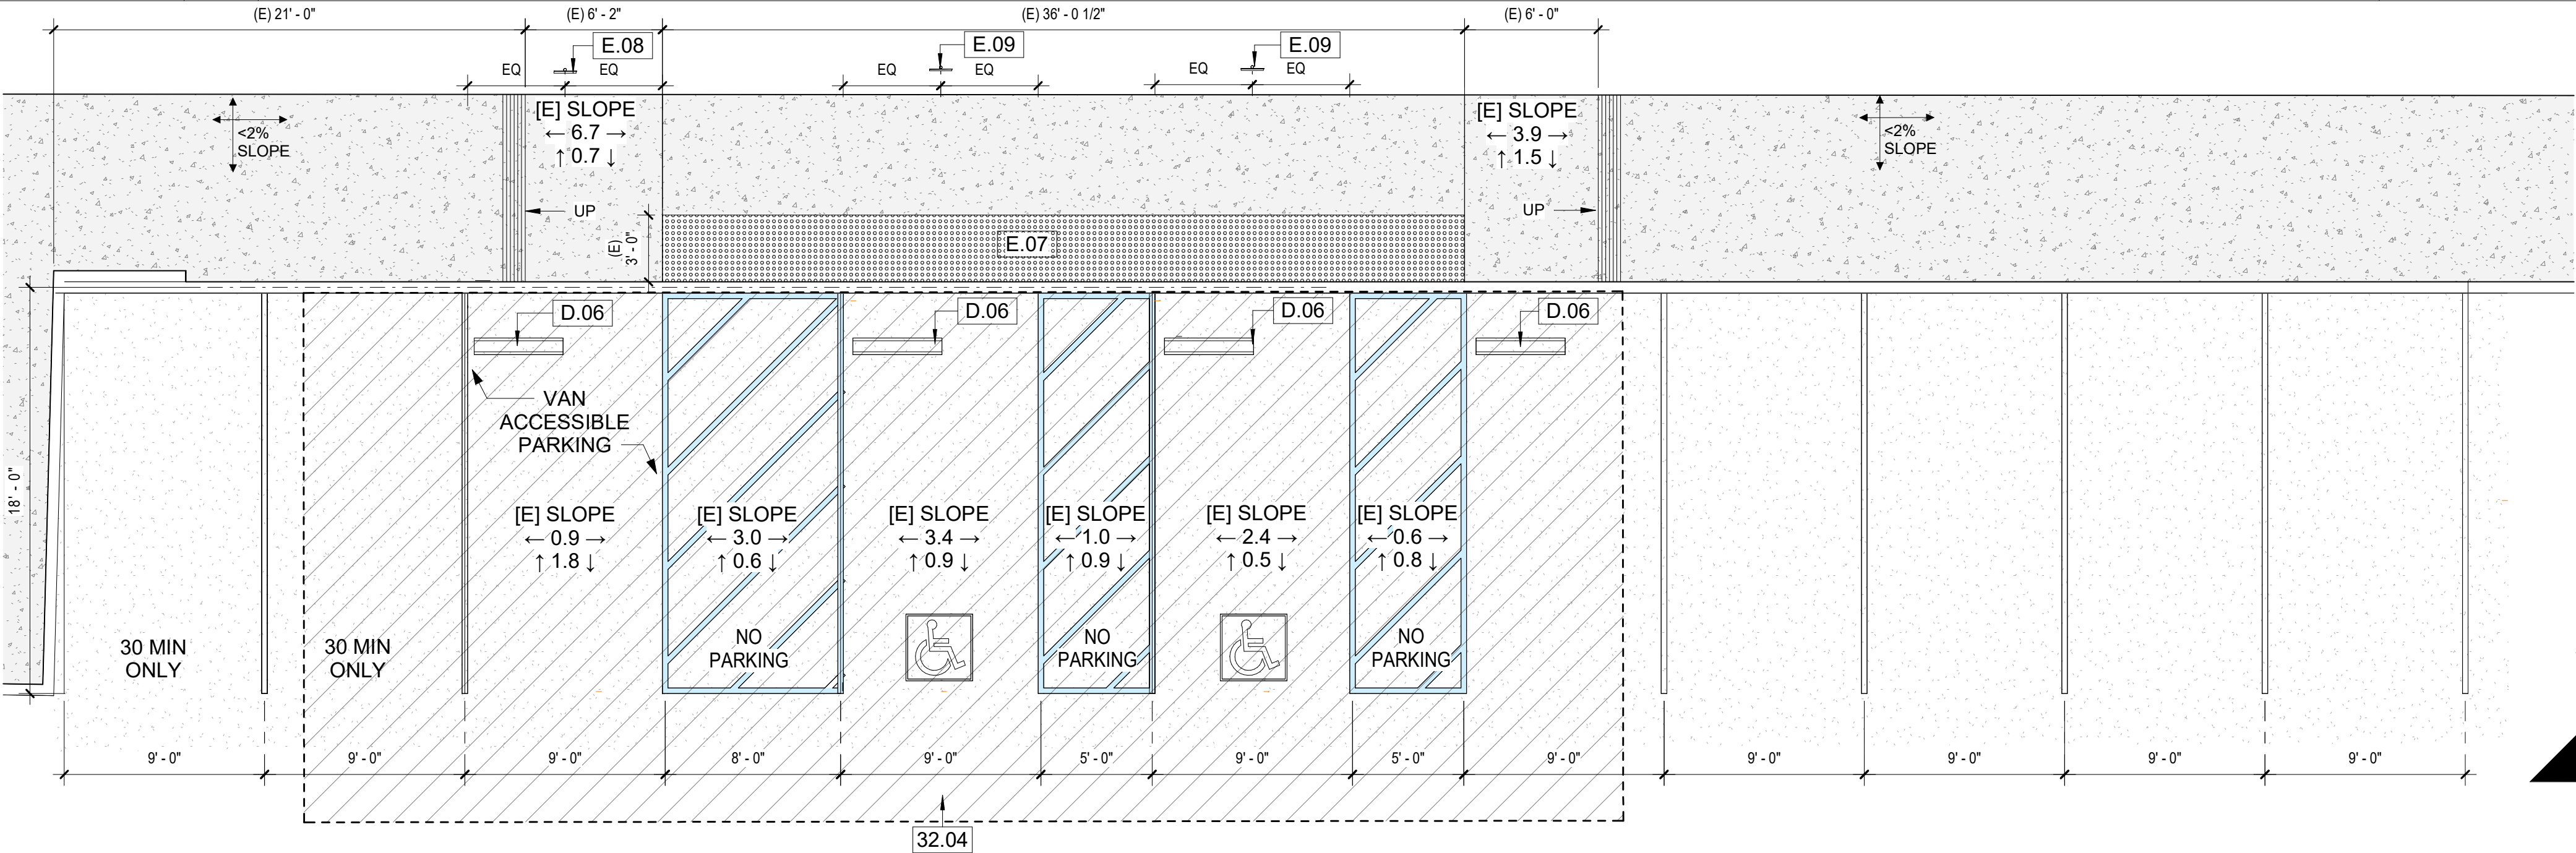 (E) 21' - 0"
(E) 6' - 2"
(E) 36' - 0 1/2"
(E) 6' - 0"
E.08
E.09
E.09
EQ
EQ
EQ
EQ
EQ
EQ
<2%
SLOPE
[E] SLOPE
← 6.7 →
↑ 0.7 ↓
[E] SLOPE
← 3.9 →
↑ 1.5 ↓
<2%
SLOPE
UP
UP
(E)
3' - 0"
E.07
D.06
D.06
D.06
D.06
VAN
ACCESSIBLE
PARKING
18' - 0"
[E] SLOPE
← 0.9 →
↑ 1.8 ↓
[E] SLOPE
← 3.0 →
↑ 0.6 ↓
[E] SLOPE
← 3.4 →
↑ 0.9 ↓
[E] SLOPE
← 1.0 →
↑ 0.9 ↓
[E] SLOPE
← 2.4 →
↑ 0.5 ↓
[E] SLOPE
← 0.6 →
↑ 0.8 ↓
30 MIN
ONLY
30 MIN
ONLY
NO
PARKING
NO
PARKING
NO
PARKING
9' - 0"
9' - 0"
9' - 0"
8' - 0"
9' - 0"
5' - 0"
9' - 0"
5' - 0"
9' - 0"
9' - 0"
9' - 0"
9' - 0"
9' - 0"
32.04